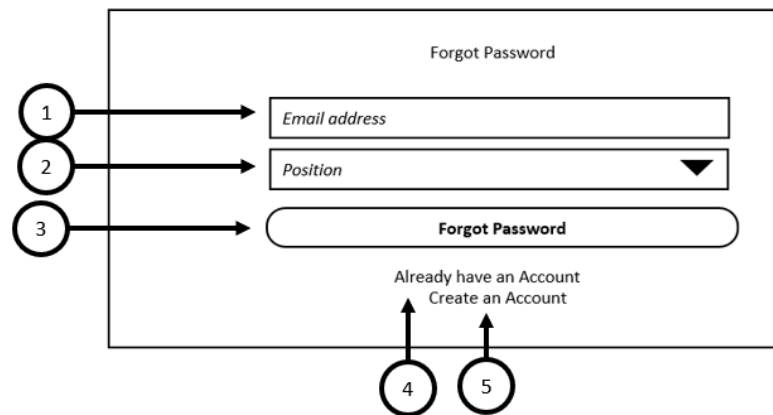 Forgot Password
1
Email address
2
Position
3
Forgot Password
Already have an Account
Create an Account
4
5